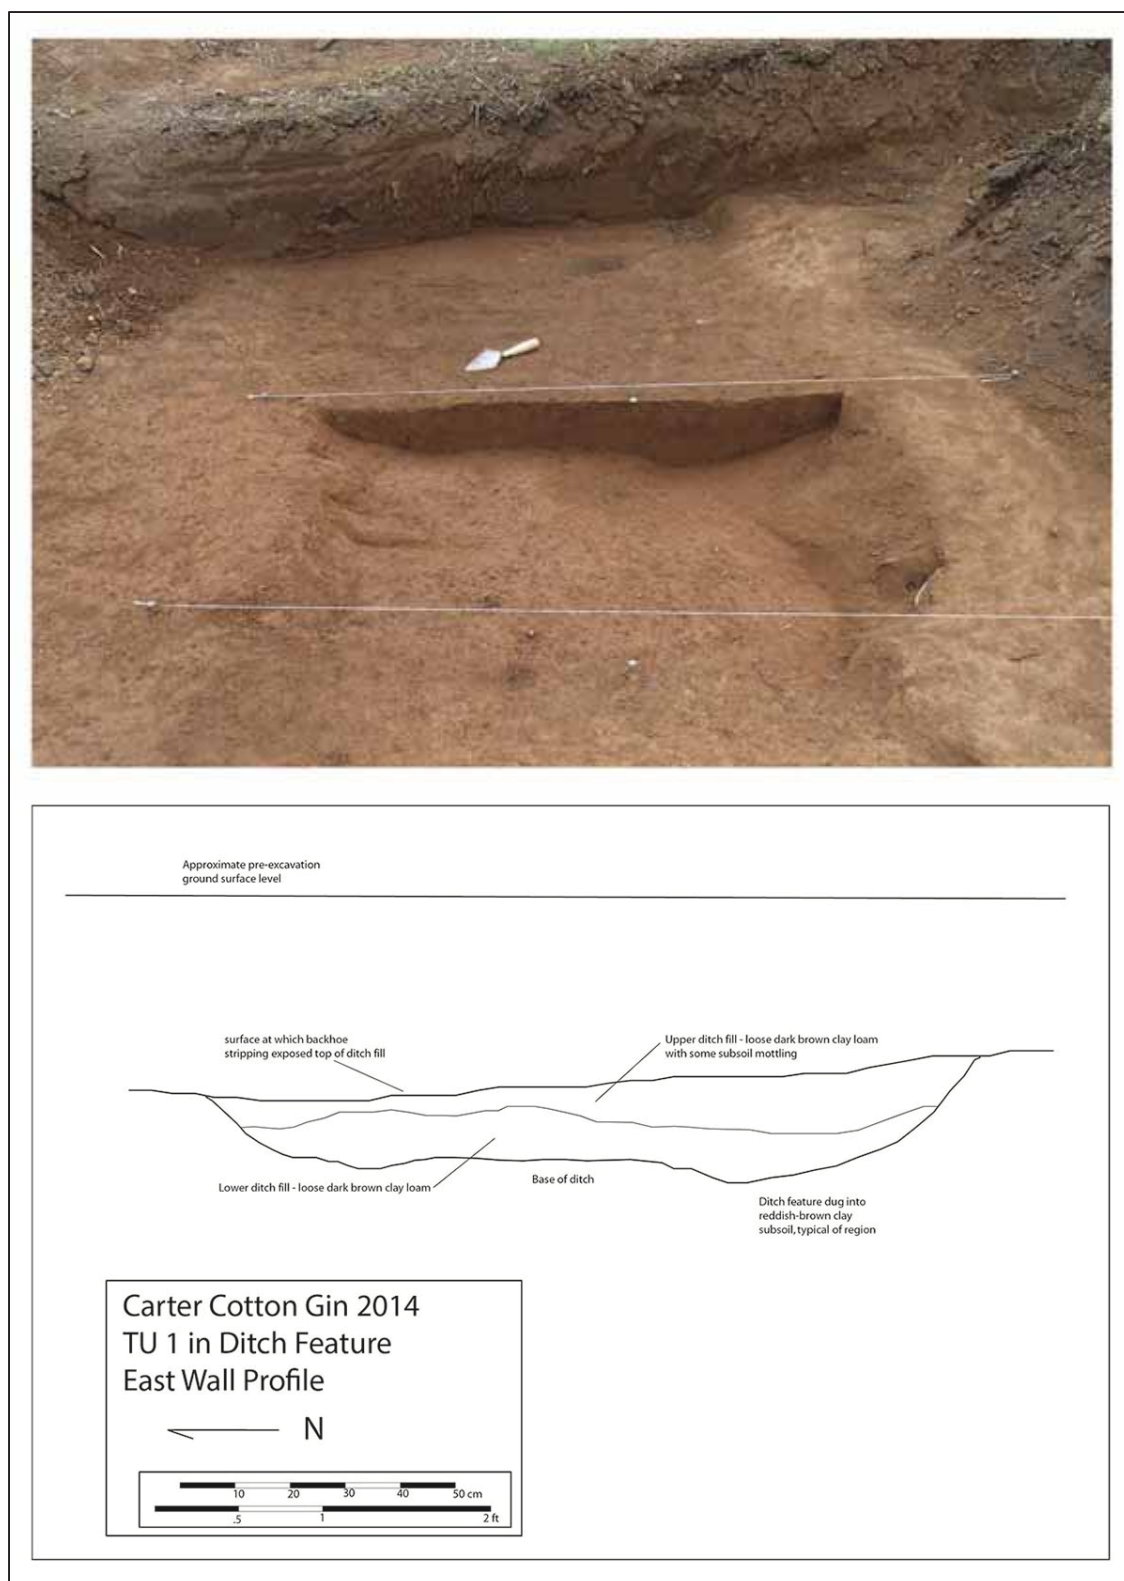 Approximate pre-excavation
ground surface level
surface at which backhoe
stripping exposed top of ditch fill
Upper ditch fill - loose dark brown clay loam
with some subsoil mottling
Lower ditch fill - loose dark brown clay loam
Base of ditch
Ditch feature dug into
reddish-brown clay
subsoil, typical of region
Carter Cotton Gin 2014
TU 1 in Ditch Feature
East Wall Profile
N
10 20 30 40 50 cm
.5 1 2 ft